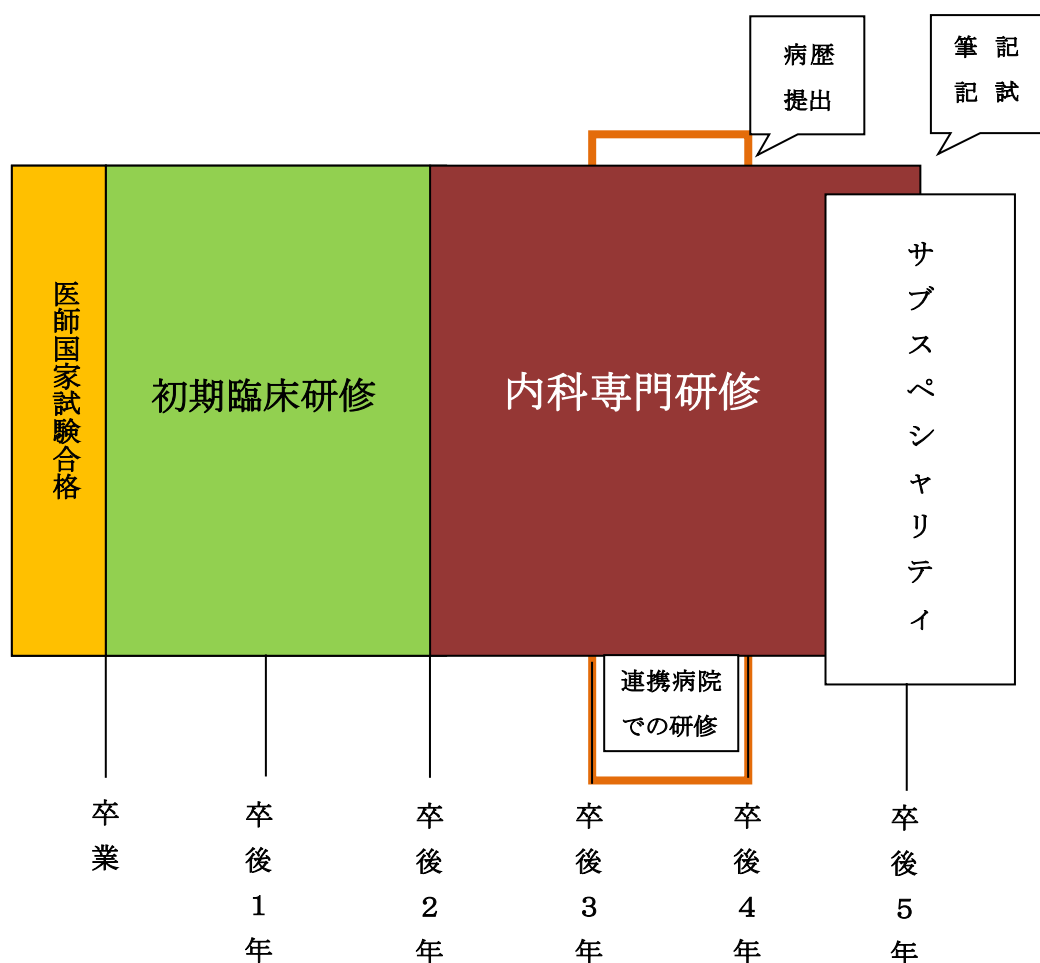 病歴
提出
筆 記
記 試
医師国家試験合格
初期臨床研修
内科専門研修
サブスペシャリティ
連携病院
での研修
卒業
卒後1年
卒後2年
卒後3年
卒後4年
卒後5年